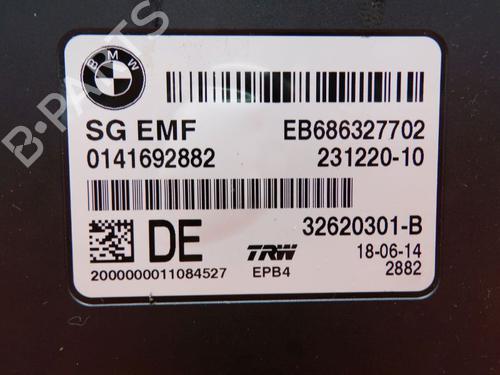 B-PARTS
BMW
SG EMF
EB686327702
0141692882
231220-10
32620301-B
DE
TRW
18-06-14
EPB4
2882
2000000011084527